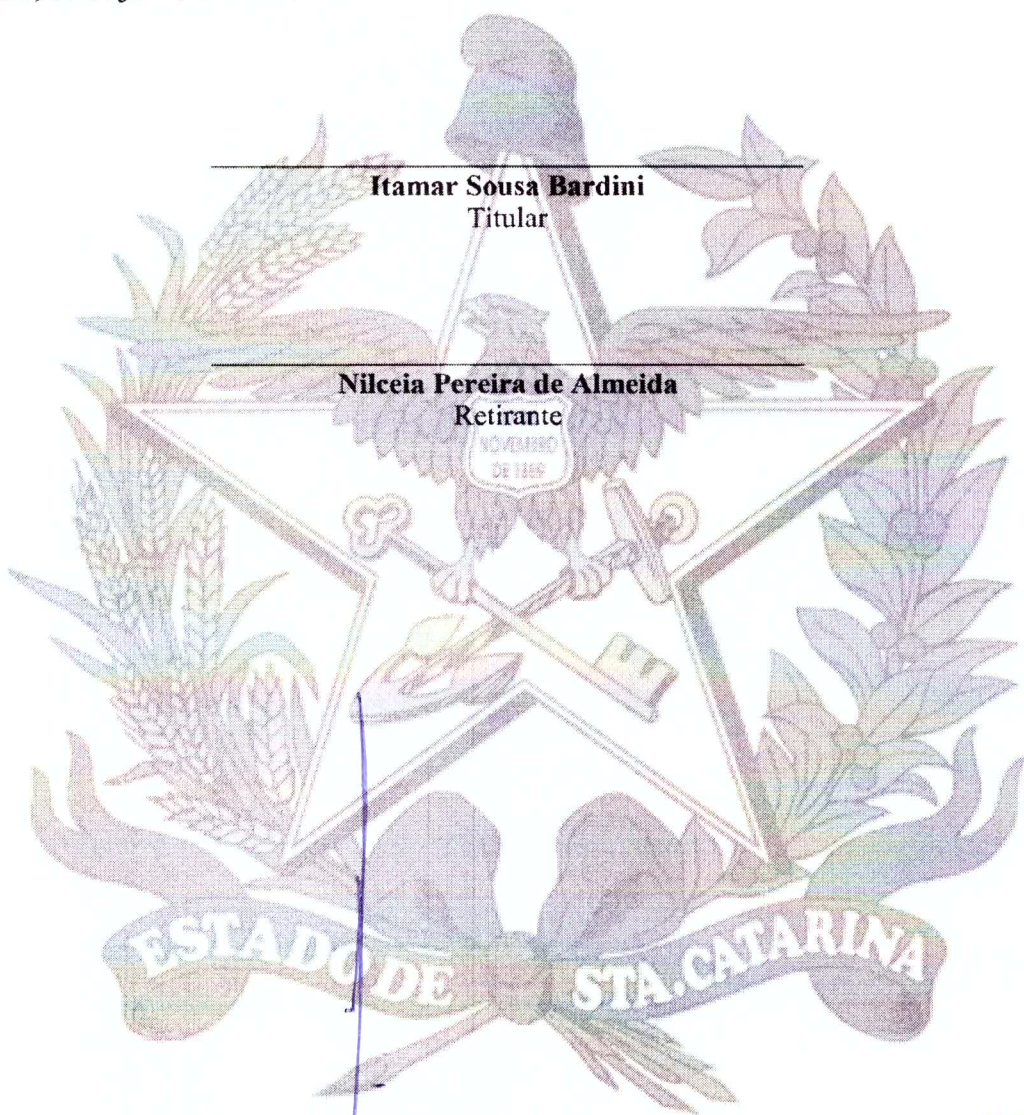 Itamar Sousa Bardini
Titular
Nilceia Pereira de Almeida
Retirante
NOVEMBRO
DE 1889
ESTADO DE STA.CATARINA